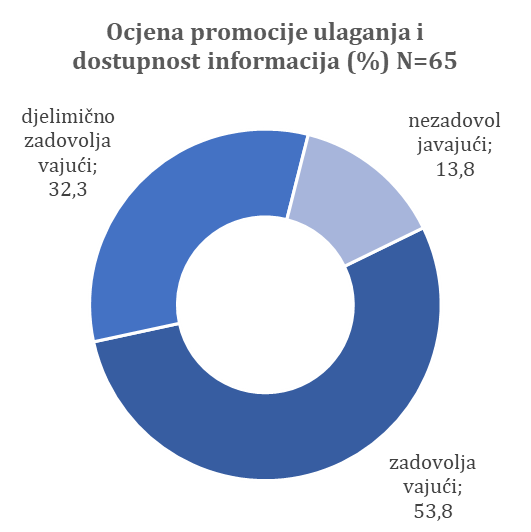 Ocjena promocije ulaganja i
dostupnost informacija (%) N=65
djelimično
zadovolja
vajući;
32,3
nezadovol
javajući;
13,8
zadovolja
vajući;
53,8